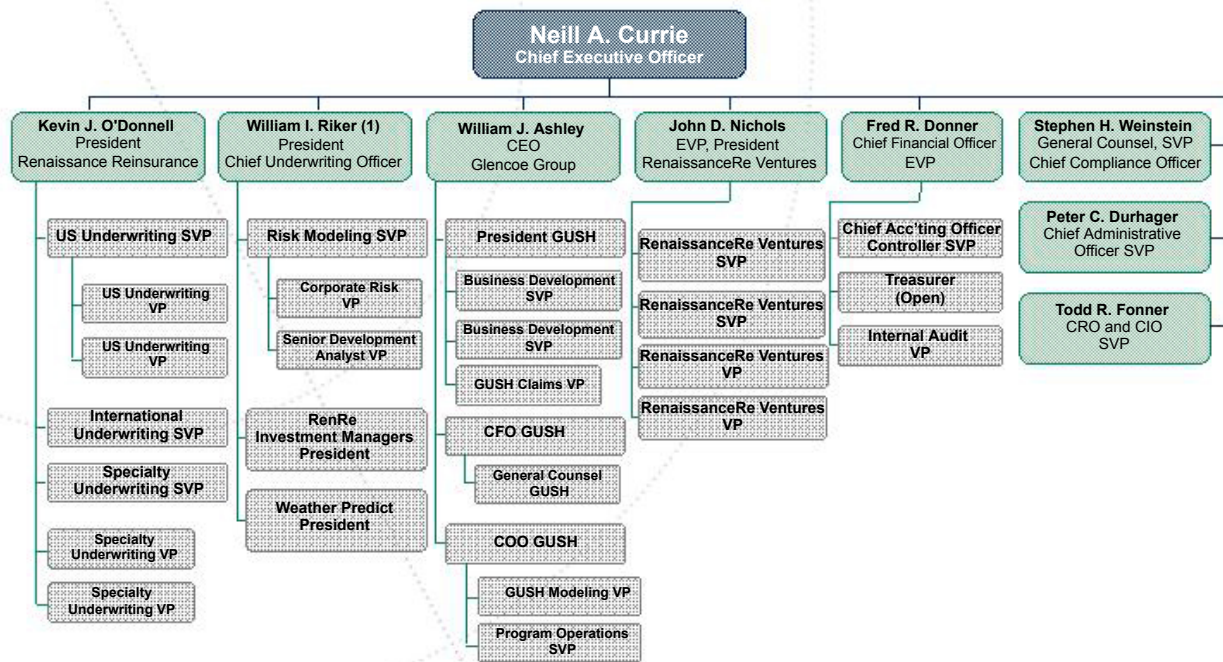 Neill A. Currie
Chief Executive Officer
Kevin J. O'Donnell
President
Renaissance Reinsurance
US Underwriting SVP
US Underwriting
VP
US Underwriting
VP
International
Underwriting SVP
Specialty
Underwriting SVP
Specialty
Underwriting VP
Specialty
Underwriting VP
William I. Riker (1)
President
Chief Underwriting Officer
Risk Modeling SVP
Corporate Risk
VP
Senior Development
Analyst VP
RenRe
Investment Managers
President
Weather Predict
President
William J. Ashley
CEO
Glencoe Group
President GUSH
Business Development
SVP
Business Development
SVP
GUSH Claims VP
CFO GUSH
General Counsel
GUSH
COO GUSH
GUSH Modeling VP
Program Operations
SVP
John D. Nichols
EVP, President
RenaissanceRe Ventures
RenaissanceRe Ventures
SVP
RenaissanceRe Ventures
SVP
RenaissanceRe Ventures
VP
RenaissanceRe Ventures
VP
Fred R. Donner
Chief Financial Officer
EVP
Chief Acc'ting Officer
Controller SVP
Treasurer
(Open)
Internal Audit
VP
Stephen H. Weinstein
General Counsel, SVP
Chief Compliance Officer
Peter C. Durhager
Chief Administrative
Officer SVP
Todd R. Fonner
CRO and CIO
SVP